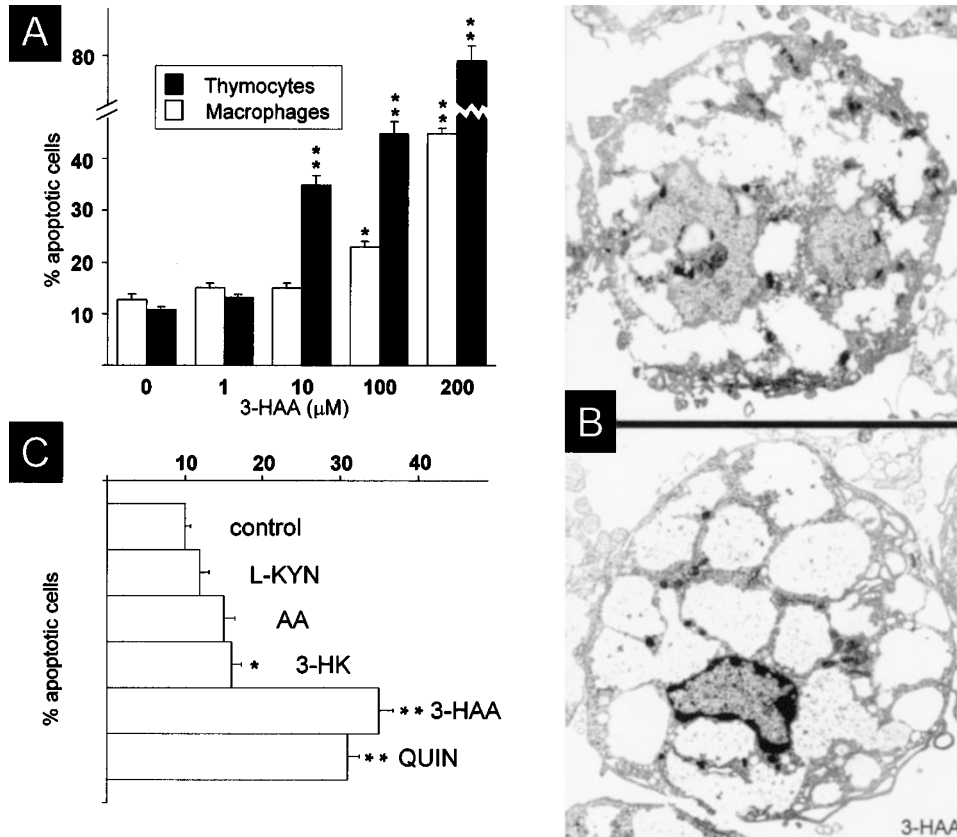 A
% apoptotic cells
80
40
30
20
10
Thymocytes
Macrophages
**
**
*
**
**
**
0 1 10 100 200
3-HAA (μM)
B
3-HAA
C
% apoptotic cells
10 20 30 40
control
L-KYN
AA
* 3-HK
** 3-HAA
** QUIN